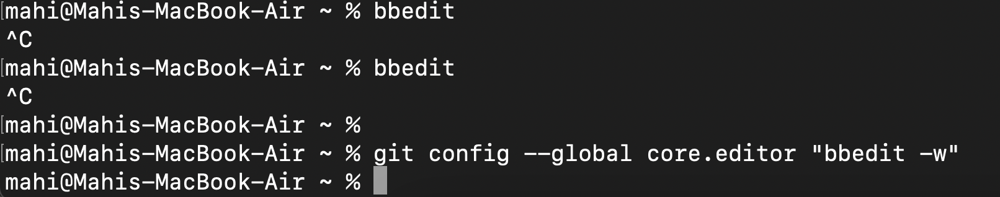 [mahi@Mahis-MacBook-Air ~ % bbedit
^C
[mahi@Mahis-MacBook-Air ~ % bbedit
^C
[mahi@Mahis-MacBook-Air ~ %
[mahi@Mahis-MacBook-Air ~ % git config --global core.editor "bbedit -w"
mahi@Mahis-MacBook-Air ~ %